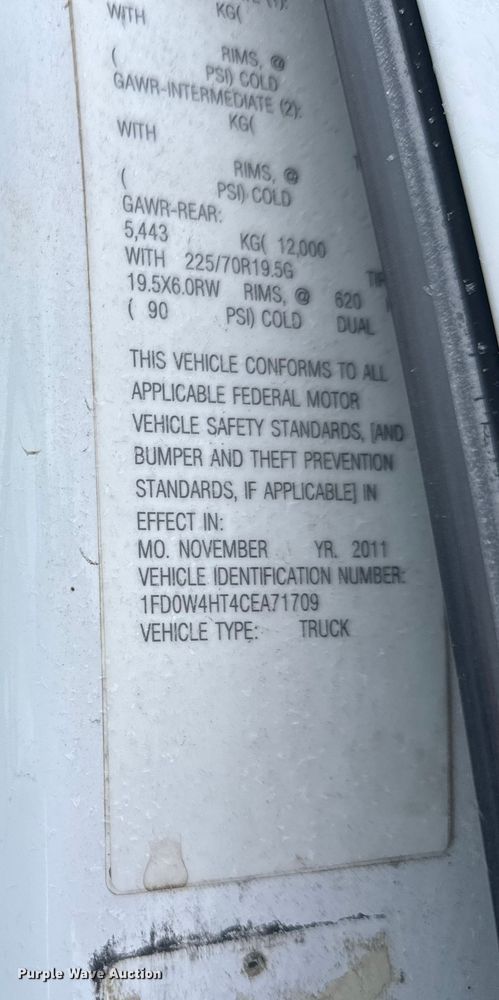 WITH KG(
( RIMS, @
PSI) COLD
GAWR-INTERMEDIATE (2):
WITH KG(
( RIMS, @
PSI) COLD
GAWR-REAR:
5,443 KG( 12,000
WITH 225/70R19.5G
19.5X6.0RW RIMS, @ 620
( 90 PSI) COLD DUAL
THIS VEHICLE CONFORMS TO ALL
APPLICABLE FEDERAL MOTOR
VEHICLE SAFETY STANDARDS, [AND
BUMPER AND THEFT PREVENTION
STANDARDS, IF APPLICABLE] IN
EFFECT IN:
MO. NOVEMBER YR. 2011
VEHICLE IDENTIFICATION NUMBER:
1FD0W4HT4CEA71709
VEHICLE TYPE: TRUCK
Purple Wave Auction